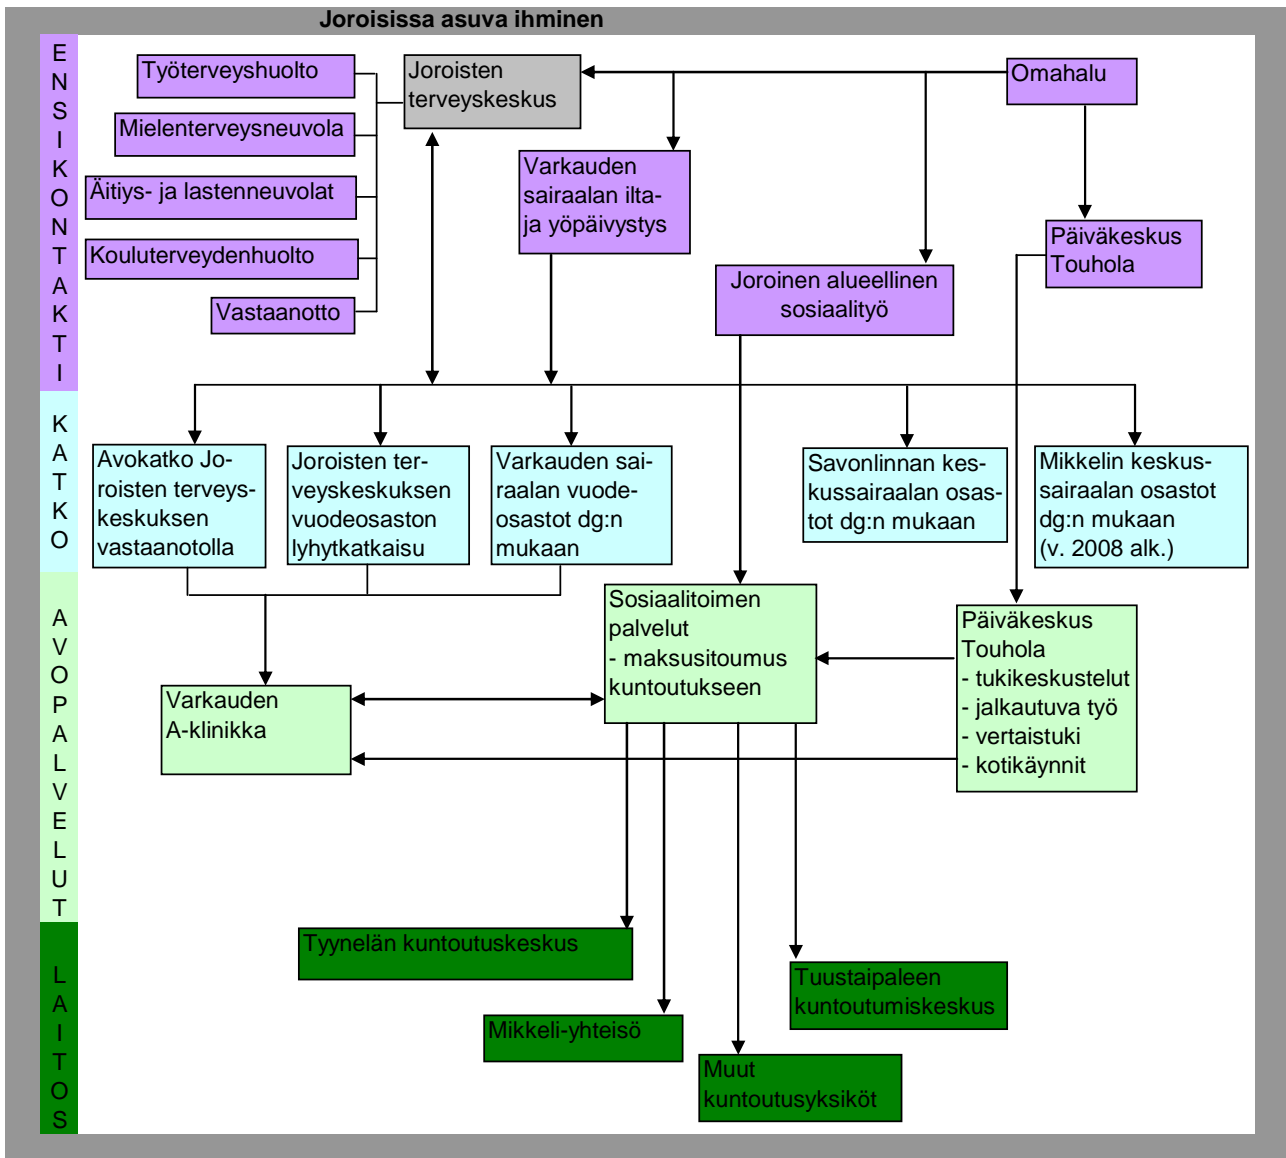 Joroisissa asuva ihminen
E
N
S
I
K
O
N
T
A
K
T
I
Työterveyshuolto
Mielenterveysneuvola
Äitiys- ja lastenneuvolat
Kouluterveydenhuolto
Vastaanotto
Joroisten
terveyskeskus
Varkauden
sairaalan ilta-
ja yöpäivystys
Joroinen alueellinen
sosiaalityö
Omahalu
Päiväkeskus
Touhola
K
A
T
K
O
Avokatko Jo-
roisten terveys-
keskuksen
vastaanotolla
Joroisten ter-
veyskeskuksen
vuodeosaston
lyhytkatkaisu
Varkauden sai-
raalan vuode-
osastot dg:n
mukaan
Savonlinnan kes-
kussairaalan osas-
tot dg:n mukaan
Mikkelin keskus-
sairaalan osastot
dg:n mukaan
(v. 2008 alk.)
A
V
O
P
A
L
V
E
L
U
T
Varkauden
A-klinikka
Sosiaalitoimen
palvelut
- maksusitoumus
kuntoutukseen
Päiväkeskus
Touhola
- tukikeskustelut
- jalkautuva työ
- vertaistuki
- kotikäynnit
L
A
I
T
O
S
Tyynelän kuntoutuskeskus
Mikkeli-yhteisö
Muut
kuntoutusyksiköt
Tuustaipaleen
kuntoutumiskeskus